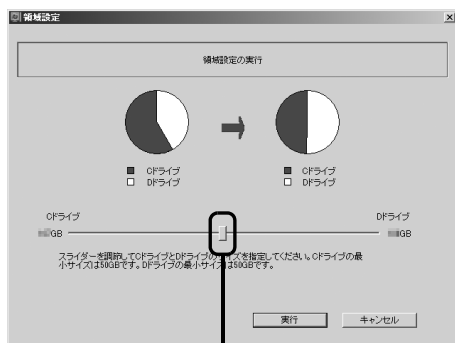 領域設定
領域設定の実行
Cドライブ
Dドライブ
Cドライブ
Dドライブ
Cドライブ
Dドライブ
GB
GB
スライダーを調節してCドライブとDドライブのサイズを指定してください。Cドライブの最
小サイズは50GBです。Dドライブの最小サイズは50GBです。
実行
キャンセル